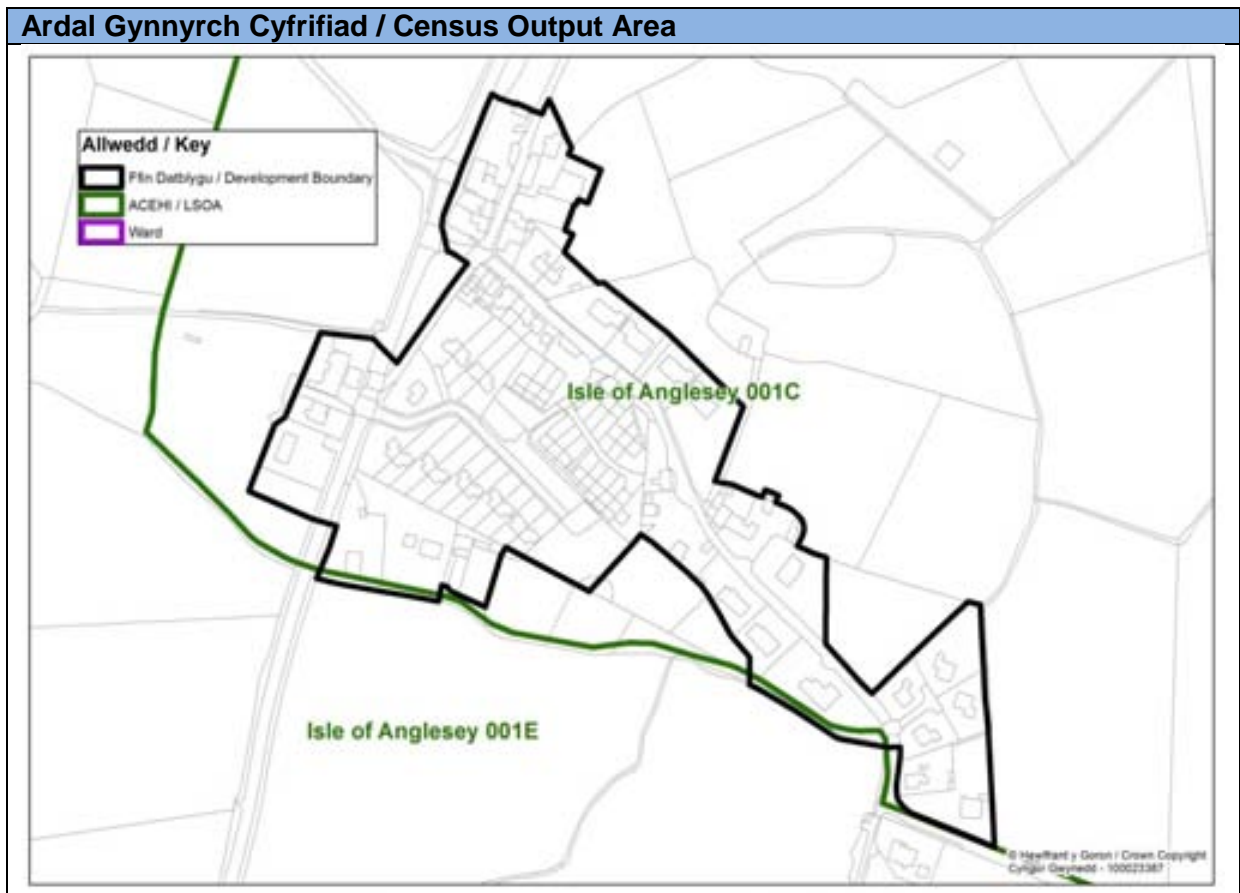 Ardal Gynnyrch Cyfrifiad / Census Output Area
Allwedd / Key
Ffin Datblygu / Development Boundary
ACEHI / LSOA
Ward
Isle of Anglesey 001C
Isle of Anglesey 001E
© Hawlfraint y Goron / Crown Copyright
Cyngor Gwynedd - 100023387